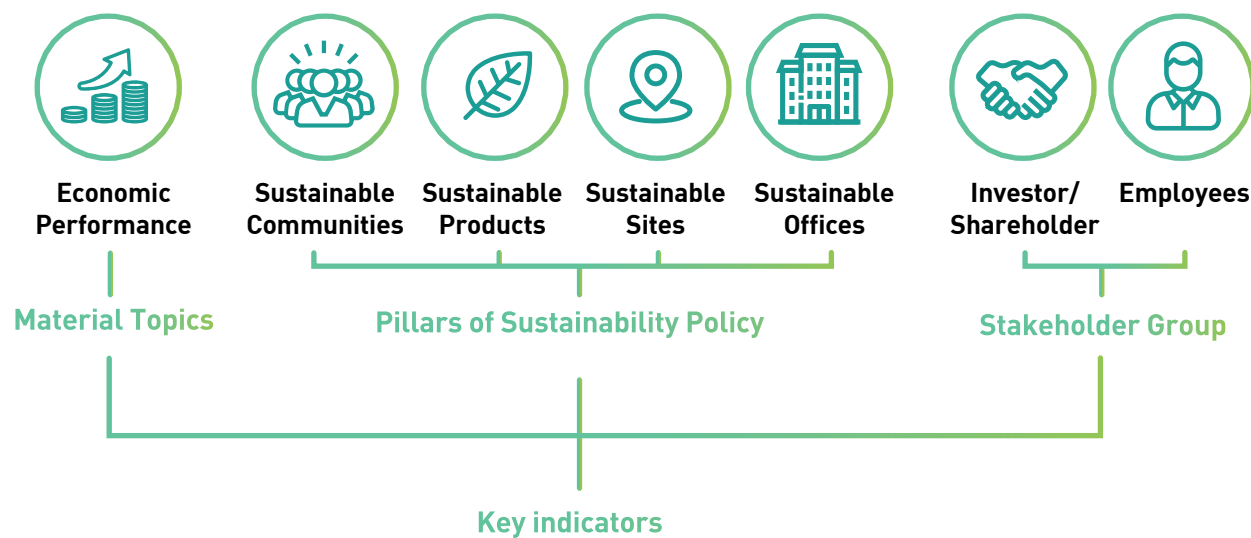 Economic
Performance
Sustainable
Communities
Sustainable
Products
Sustainable
Sites
Sustainable
Offices
Investor/
Shareholder
Employees
Material Topics
Pillars of Sustainability Policy
Stakeholder Group
Key indicators